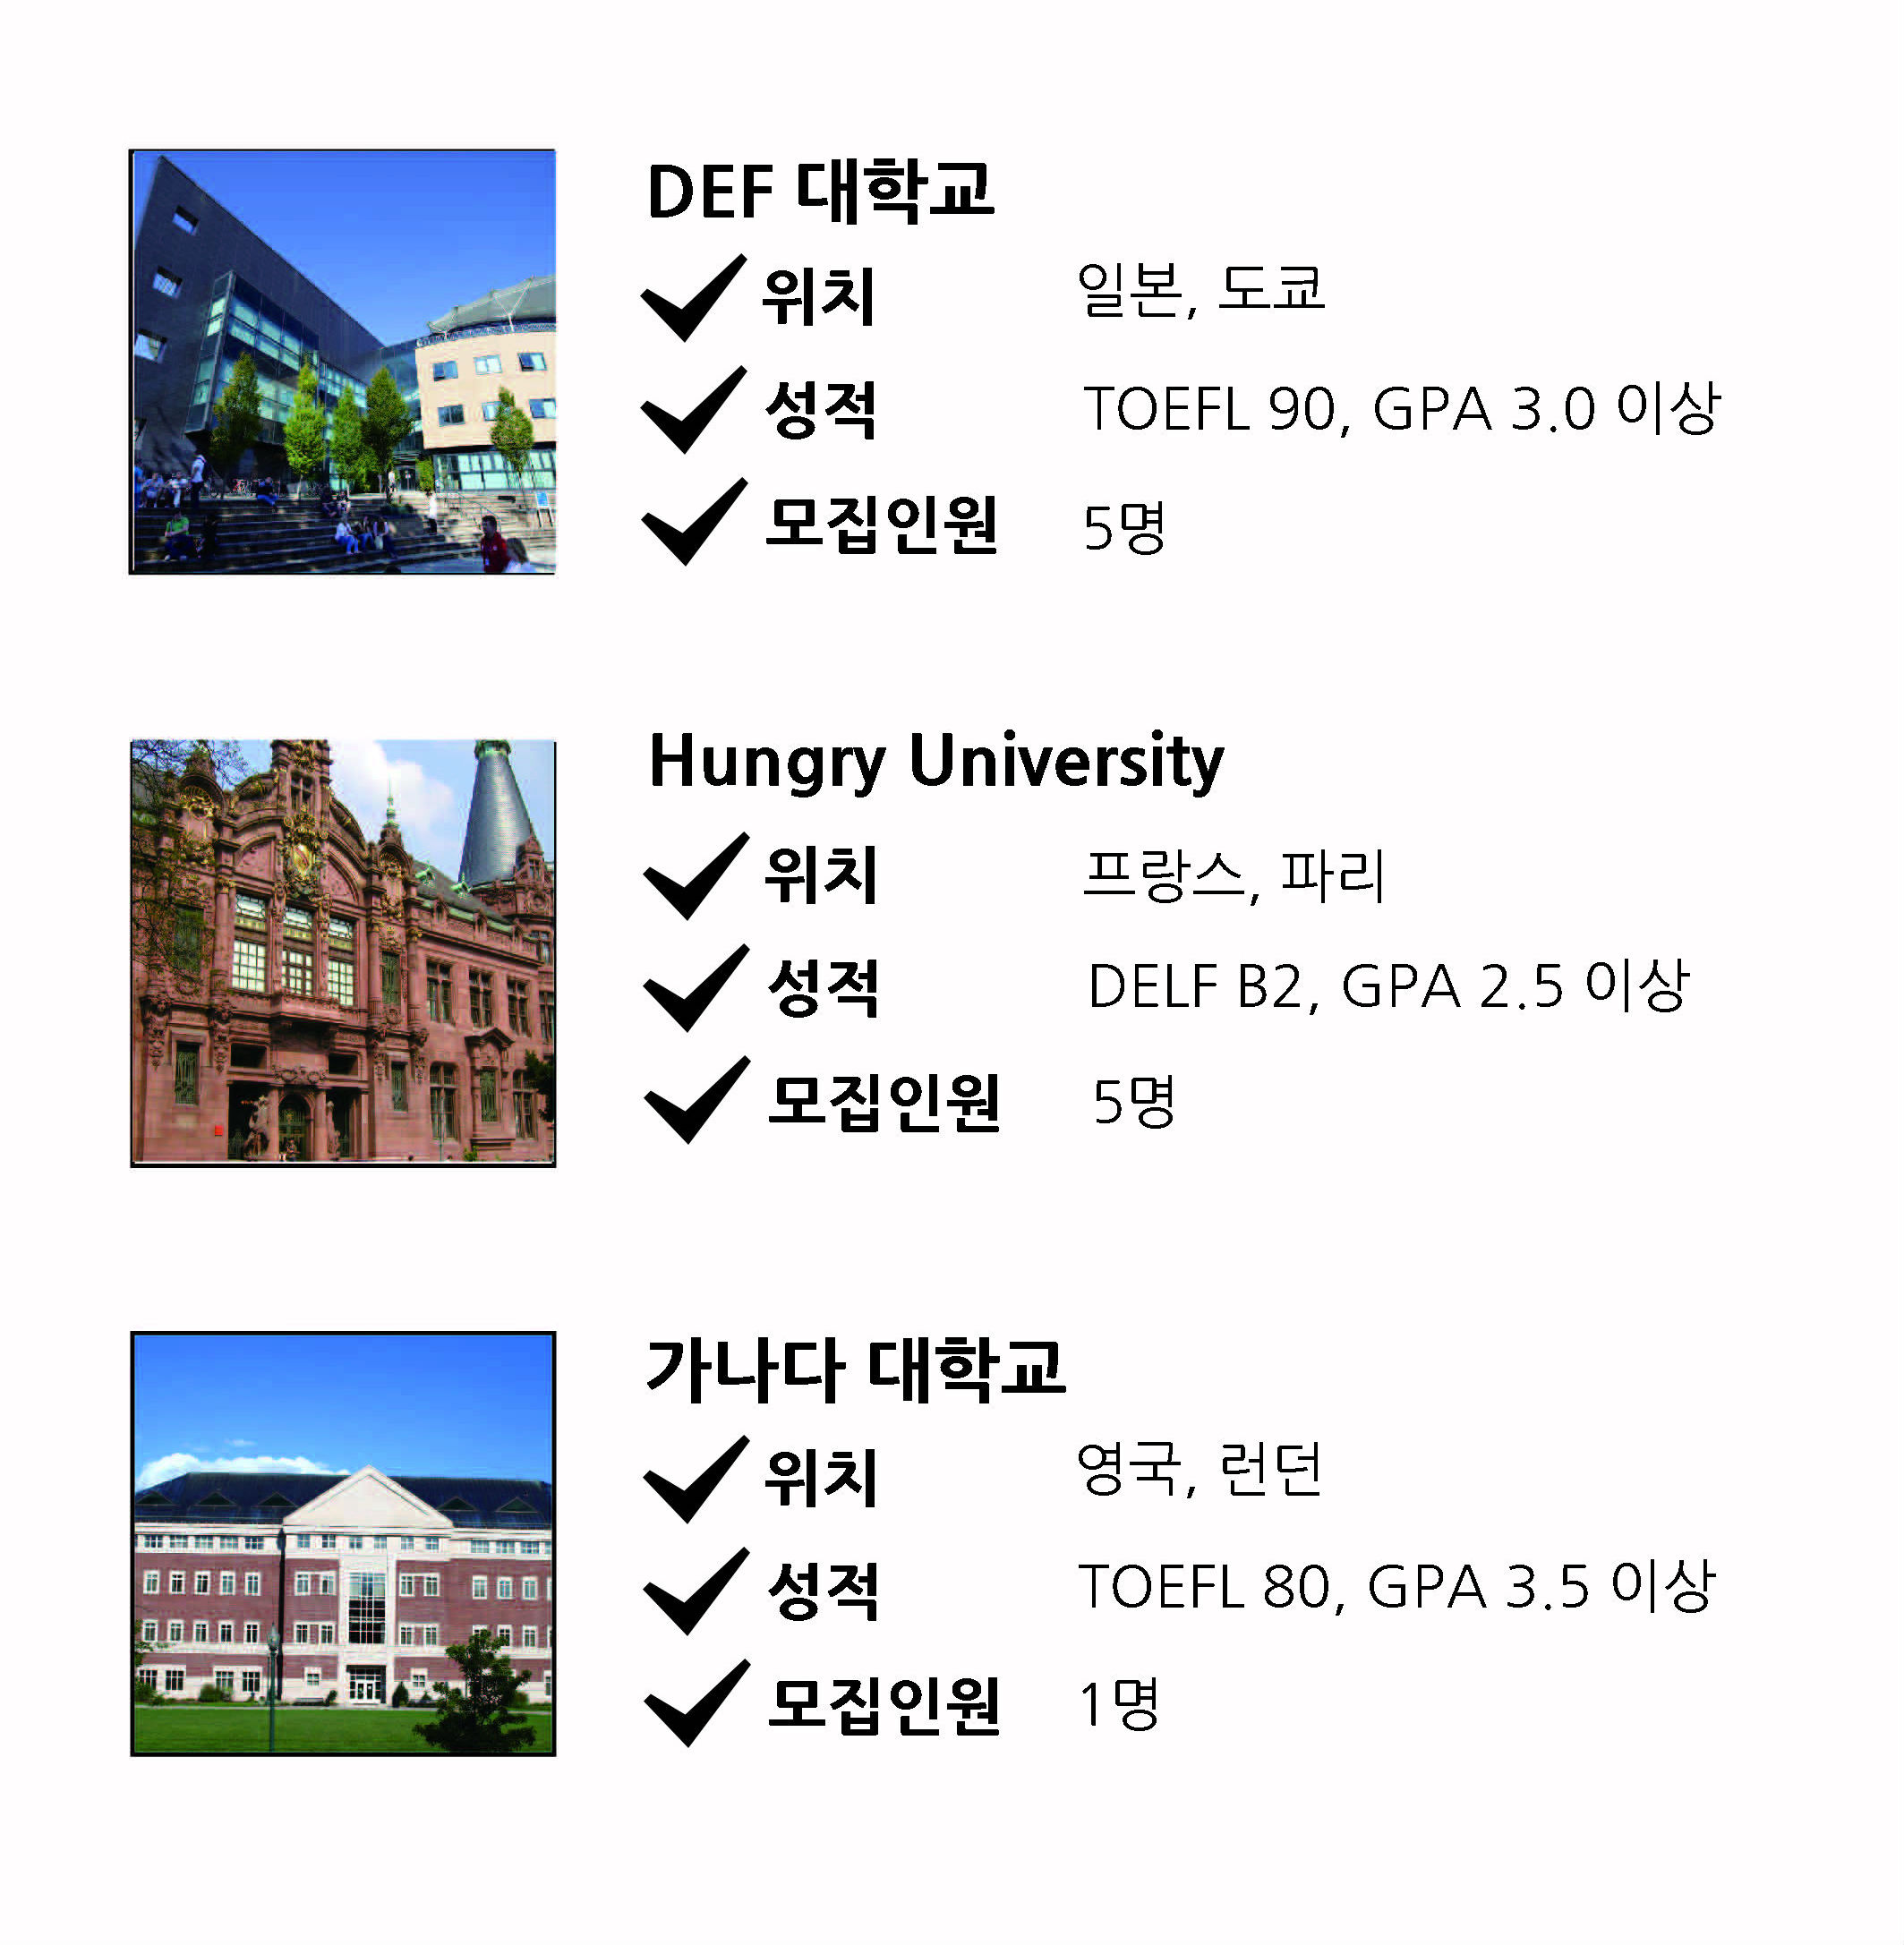 DEF 대학교
위치 일본, 도쿄
성적 TOEFL 90, GPA 3.0 이상
모집인원 5명
Hungry University
위치 프랑스, 파리
성적 DELF B2, GPA 2.5 이상
모집인원 5명
가나다 대학교
위치 영국, 런던
성적 TOEFL 80, GPA 3.5 이상
모집인원 1명